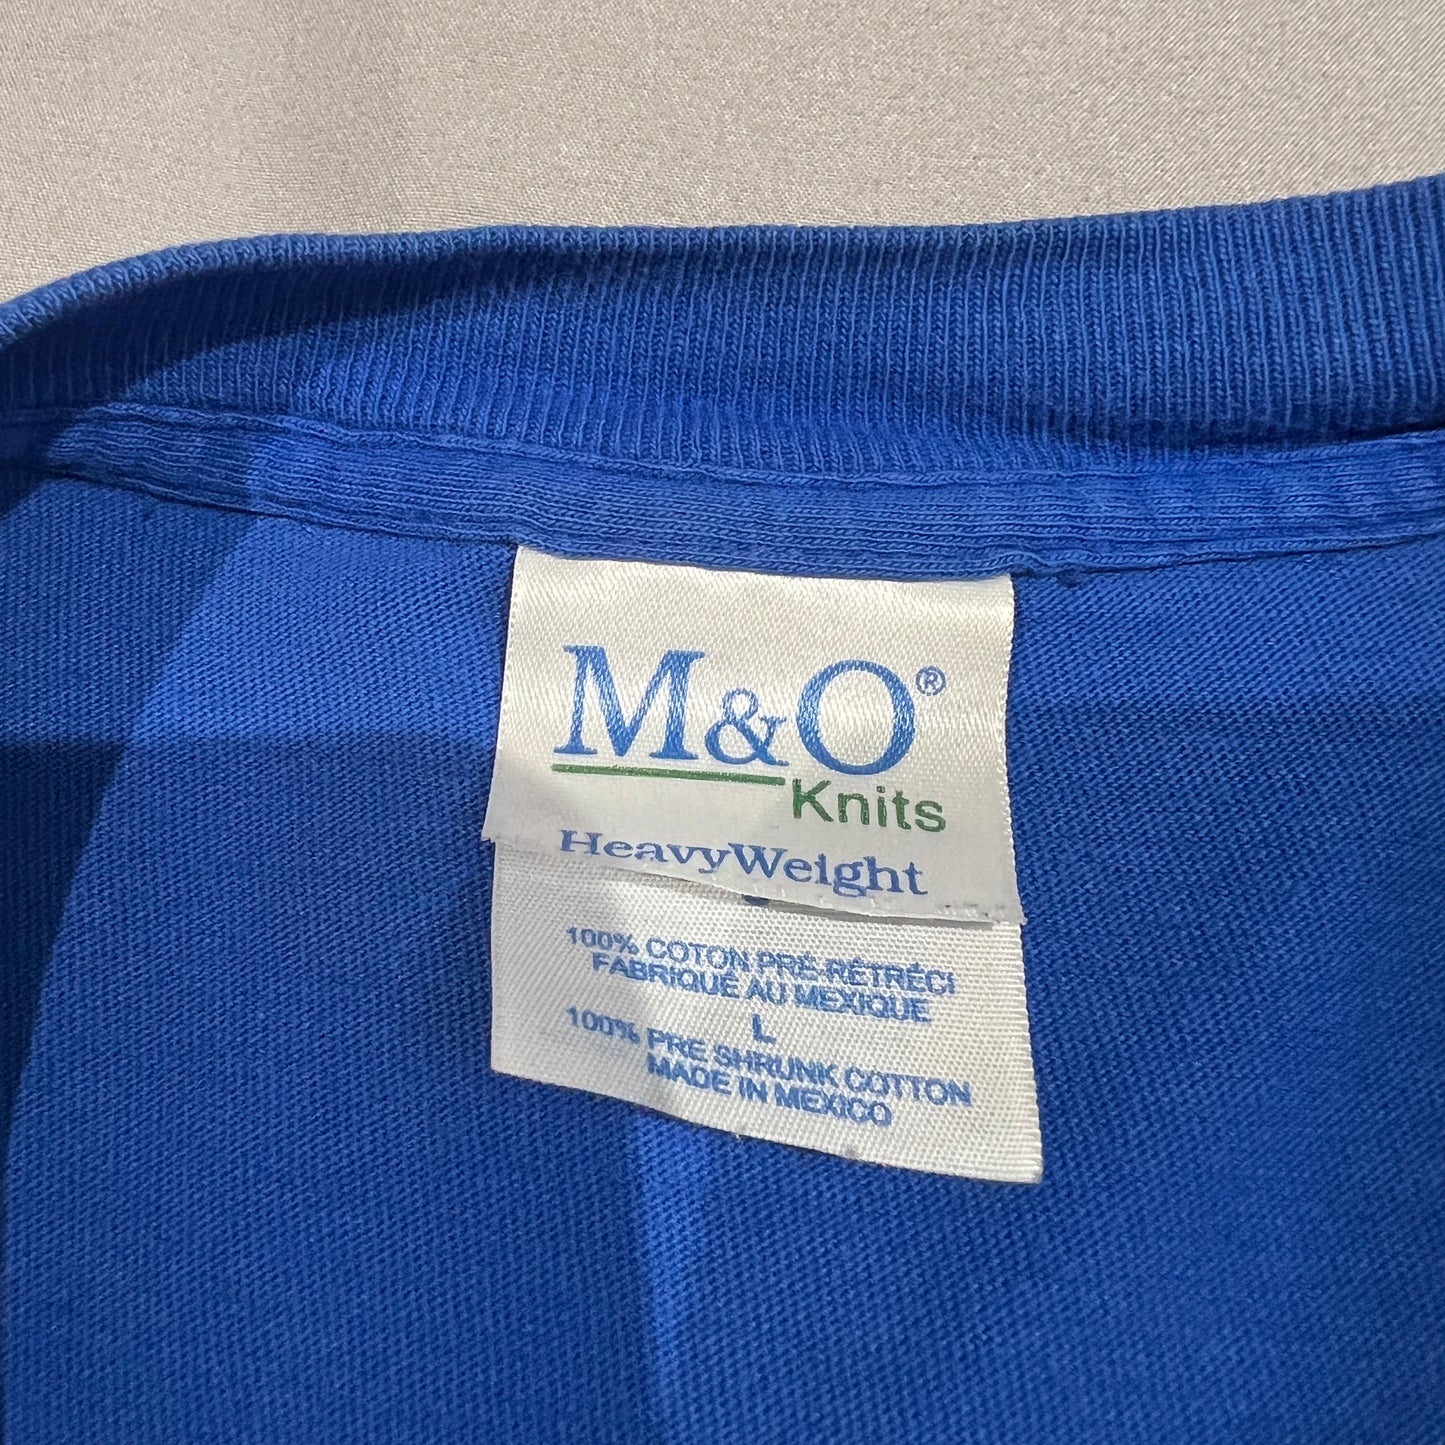 M&O®
Knits
HeavyWeight
100% COTON PRÉ-RÉTRÉCI
FABRIQUÉ AU MEXIQUE
L
100% PRE SHRUNK COTTON
MADE IN MEXICO